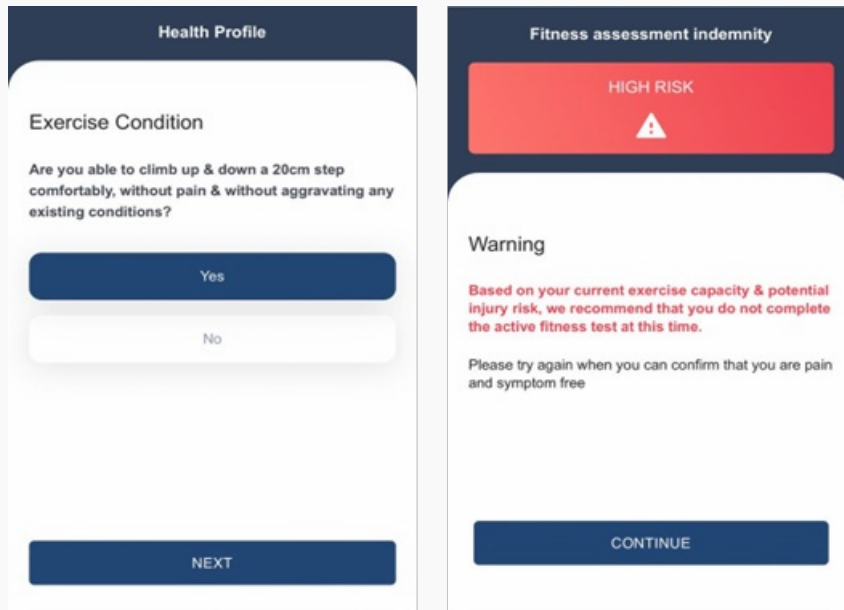 Health Profile
Exercise Condition
Are you able to climb up & down a 20cm step
comfortably, without pain & without aggravating any
existing conditions?
Yes
No
NEXT
Fitness assessment indemnity
HIGH RISK
Warning
Based on your current exercise capacity & potential
injury risk, we recommend that you do not complete
the active fitness test at this time.
Please try again when you can confirm that you are pain
and symptom free
CONTINUE